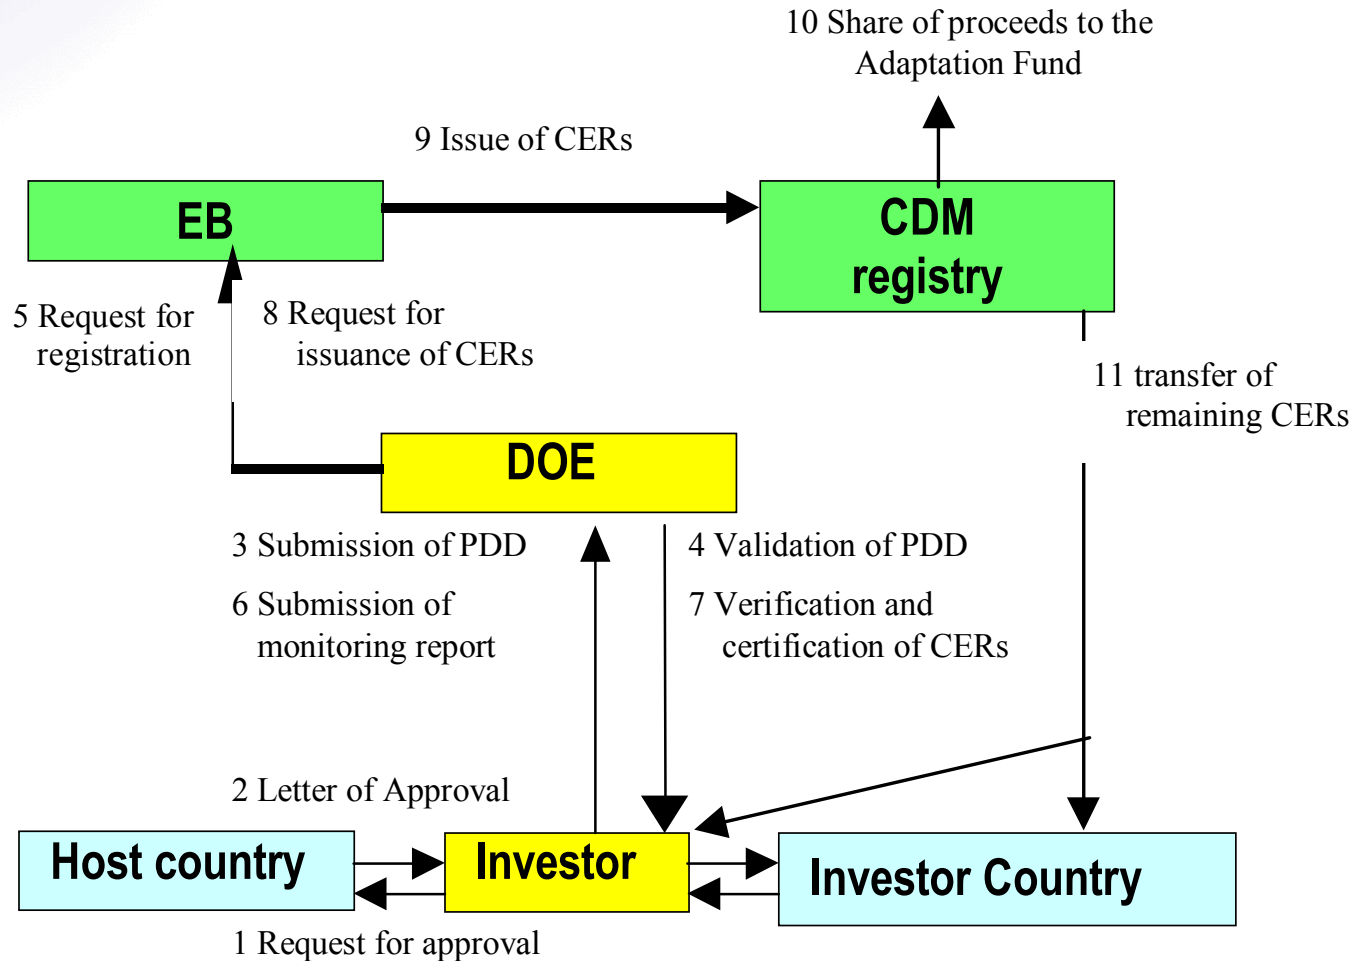 10 Share of proceeds to the
Adaptation Fund
9 Issue of CERs
EB
CDM
registry
5 Request for
registration
8 Request for
issuance of CERs
11 transfer of
remaining CERs
DOE
3 Submission of PDD
4 Validation of PDD
6 Submission of
monitoring report
7 Verification and
certification of CERs
2 Letter of Approval
Host country
Investor
Investor Country
1 Request for approval